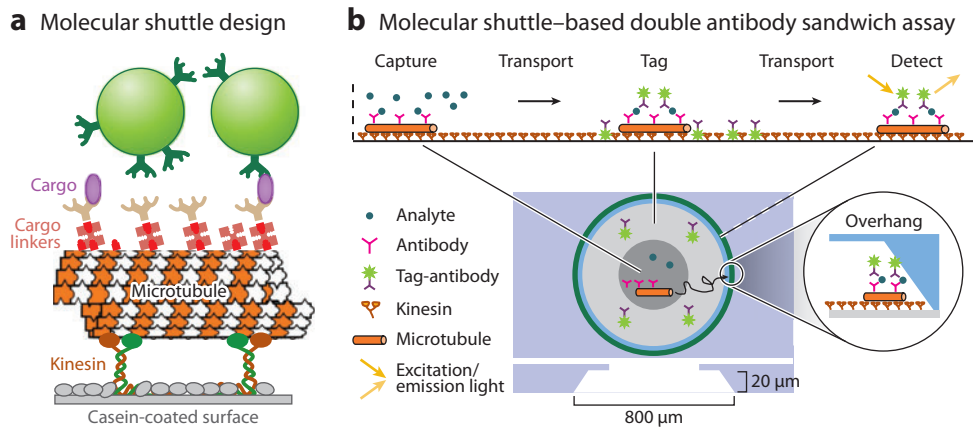 a Molecular shuttle design
Cargo
Cargo
linkers
Microtubule
Kinesin
Casein-coated surface
b Molecular shuttle–based double antibody sandwich assay
Capture
Transport
Tag
Transport
Detect
Analyte
Antibody
Tag-antibody
Kinesin
Microtubule
Excitation/
emission light
Overhang
20 μm
800 μm